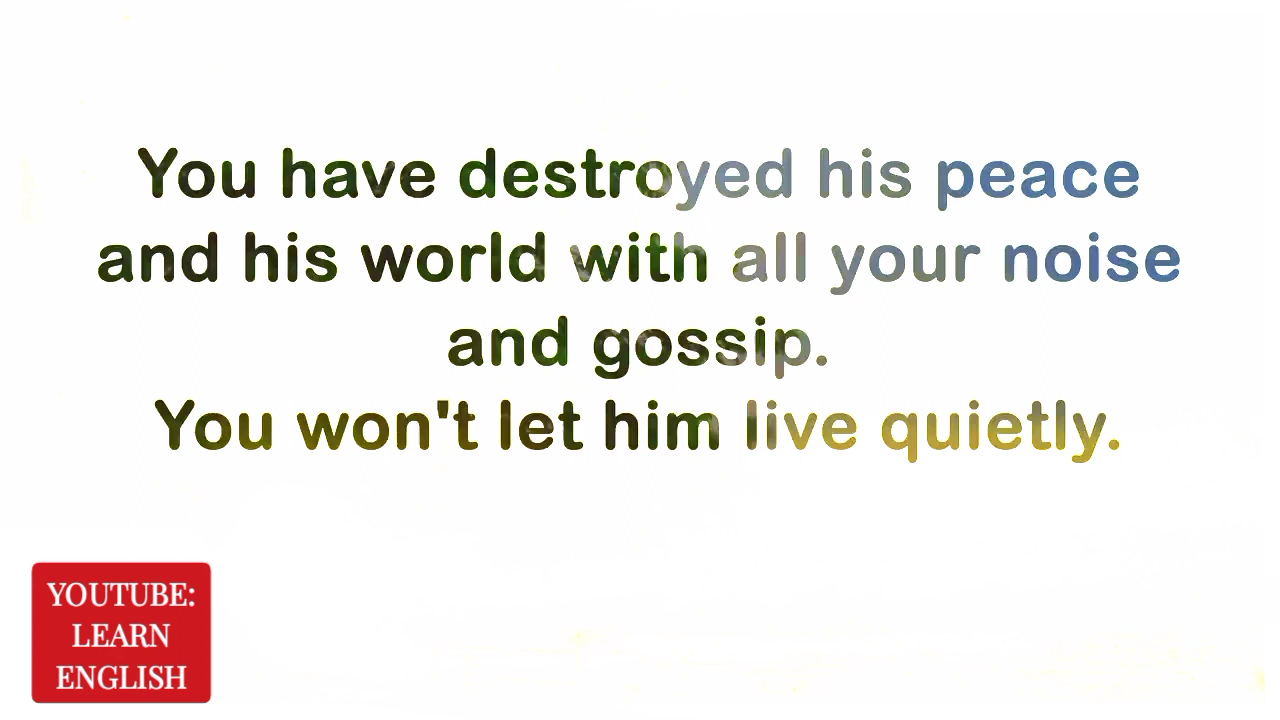 You have destroyed his peace
and his world with all your noise
and gossip.
You won't let him live quietly.
YOUTUBE:
LEARN
ENGLISH